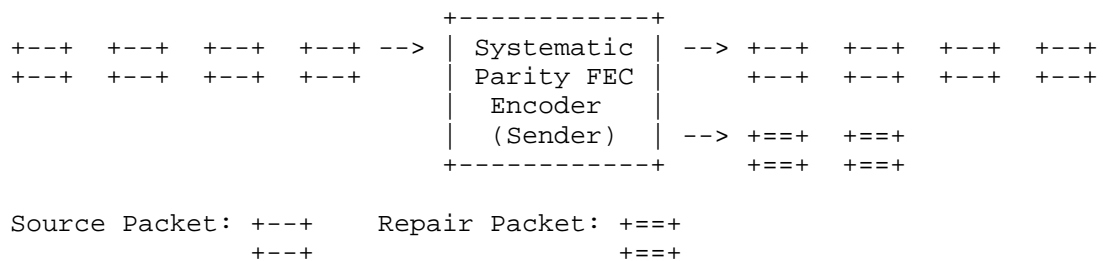 +------------+
+--+  +--+  +--+  +--+ -->  | Systematic | --> +--+  +--+  +--+  +--+
+--+  +--+  +--+  +--+      | Parity FEC |     +--+  +--+  +--+  +--+
                            |  Encoder   |
                            |  (Sender)  | --> +==+  +==+
                            +------------+     +==+  +==+

Source Packet: +--+    Repair Packet: +==+
               +--+                   +==+